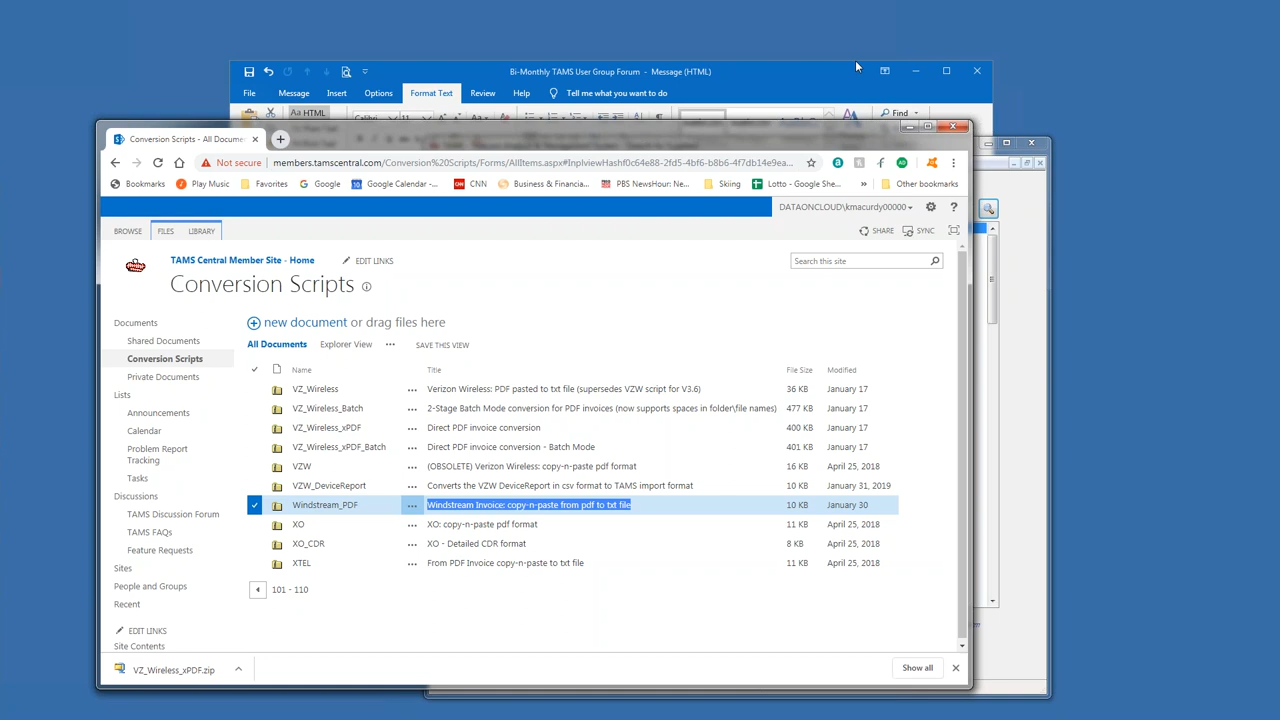 Bi-Monthly TAMS User Group Forum - Message (HTML)
File Message Insert Options Format Text Review Help Tell me what you want to do
Aa HTML Calibri 11 Find
Conversion Scripts - All Docume
Not secure members.tamscentral.com/Conversion%20Scripts/Forms/AllItems.aspx#InplviewHashf0c64e88-2fd5-4bf6-b8b6-4f7db14e9ea...
Bookmarks Play Music Favorites Google Google Calendar -... CNN Business & Financia... PBS NewsHour: Ne... Skiing Lotto - Google She... » Other bookmarks
DATAONCLOUD\kmacurdy00000
BROWSE FILES LIBRARY SHARE SYNC
TAMS Central Member Site - Home EDIT LINKS
Search this site
Conversion Scripts
Documents
Shared Documents
Conversion Scripts
Private Documents
Lists
Announcements
Calendar
Problem Report
Tracking
Tasks
Discussions
TAMS Discussion Forum
TAMS FAQs
Feature Requests
Sites
People and Groups
Recent
EDIT LINKS
Site Contents
new document or drag files here
All Documents Explorer View ... SAVE THIS VIEW
Name Title File Size Modified
VZ_Wireless ... Verizon Wireless: PDF pasted to txt file (supersedes VZW script for V3.6) 36 KB January 17
VZ_Wireless_Batch ... 2-Stage Batch Mode conversion for PDF invoices (now supports spaces in folder\file names) 477 KB January 17
VZ_Wireless_xPDF ... Direct PDF invoice conversion 400 KB January 17
VZ_Wireless_xPDF_Batch ... Direct PDF invoice conversion - Batch Mode 401 KB January 17
VZW ... (OBSOLETE) Verizon Wireless: copy-n-paste pdf format 16 KB April 25, 2018
VZW_DeviceReport ... Converts the VZW DeviceReport in csv format to TAMS import format 10 KB January 31, 2019
Windstream_PDF ... Windstream Invoice: copy-n-paste from pdf to txt file 10 KB January 30
XO ... XO: copy-n-paste pdf format 11 KB April 25, 2018
XO_CDR ... XO - Detailed CDR format 8 KB April 25, 2018
XTEL ... From PDF Invoice copy-n-paste to txt file 11 KB April 25, 2018
101 - 110
VZ_Wireless_xPDF.zip
Show all